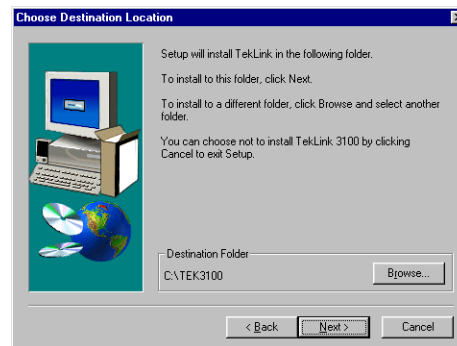 Choose Destination Location
Setup will install TekLink in the following folder.
To install to this folder, click Next.
To install to a different folder, click Browse and select another
folder.
You can choose not to install TekLink 3100 by clicking
Cancel to exit Setup.
Destination Folder
C:\TEK3100
Browse...
< Back
Next >
Cancel